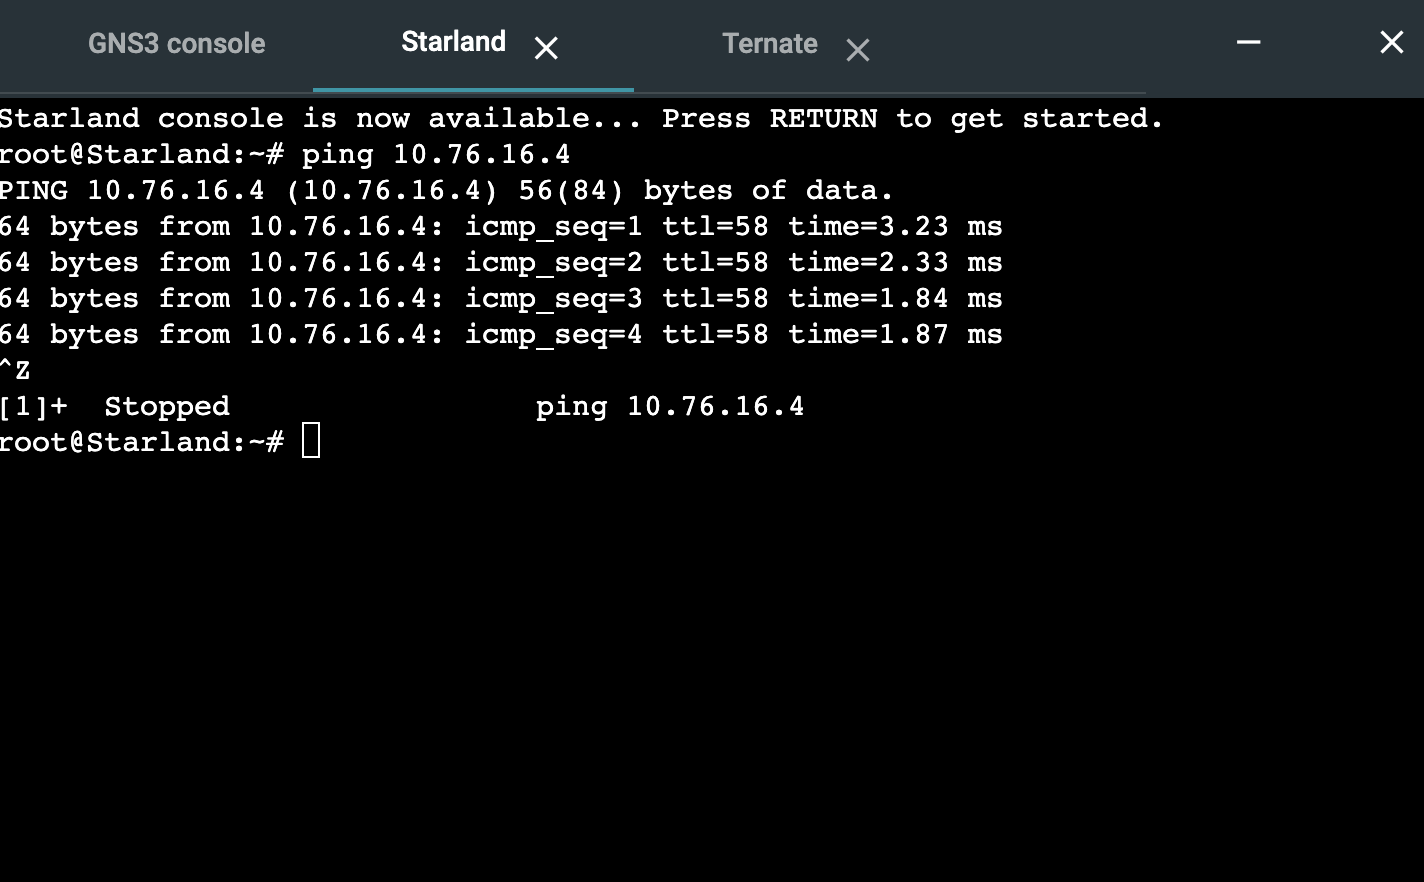 GNS3 console Starland Ternate
Starland console is now available... Press RETURN to get started.
root@Starland:~# ping 10.76.16.4
PING 10.76.16.4 (10.76.16.4) 56(84) bytes of data.
64 bytes from 10.76.16.4: icmp_seq=1 ttl=58 time=3.23 ms
64 bytes from 10.76.16.4: icmp_seq=2 ttl=58 time=2.33 ms
64 bytes from 10.76.16.4: icmp_seq=3 ttl=58 time=1.84 ms
64 bytes from 10.76.16.4: icmp_seq=4 ttl=58 time=1.87 ms
^Z
[1]+  Stopped                 ping 10.76.16.4
root@Starland:~#